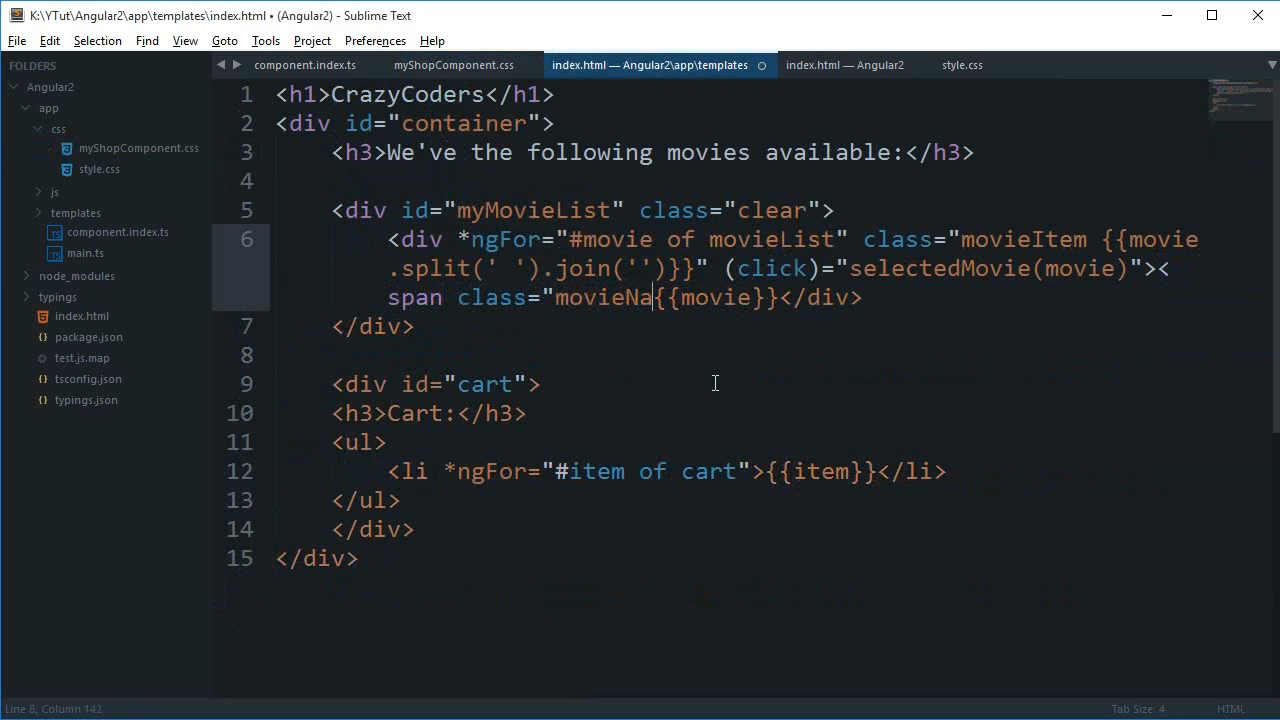 K:\YTut\Angular2\app\templates\index.html • (Angular2) - Sublime Text
File Edit Selection Find View Goto Tools Project Preferences Help
FOLDERS
Angular2
app
css
myShopComponent.css
style.css
js
templates
component.index.ts
main.ts
node_modules
typings
index.html
package.json
test.js.map
tsconfig.json
typings.json
component.index.ts myShopComponent.css index.html — Angular2\app\templates index.html — Angular2 style.css
1 <h1>CrazyCoders</h1>
2 <div id="container">
3 <h3>We've the following movies available:</h3>
4
5 <div id="myMovieList" class="clear">
6 <div *ngFor="#movie of movieList" class="movieItem {{movie
.split(' ').join('')}}" (click)="selectedMovie(movie)"><
span class="movieNa{{movie}}</div>
7 </div>
8
9 <div id="cart">
10 <h3>Cart:</h3>
11 <ul>
12 <li *ngFor="#item of cart">{{item}}</li>
13 </ul>
14 </div>
15 </div>
Line 6, Column 142
Tab Size: 4
HTML